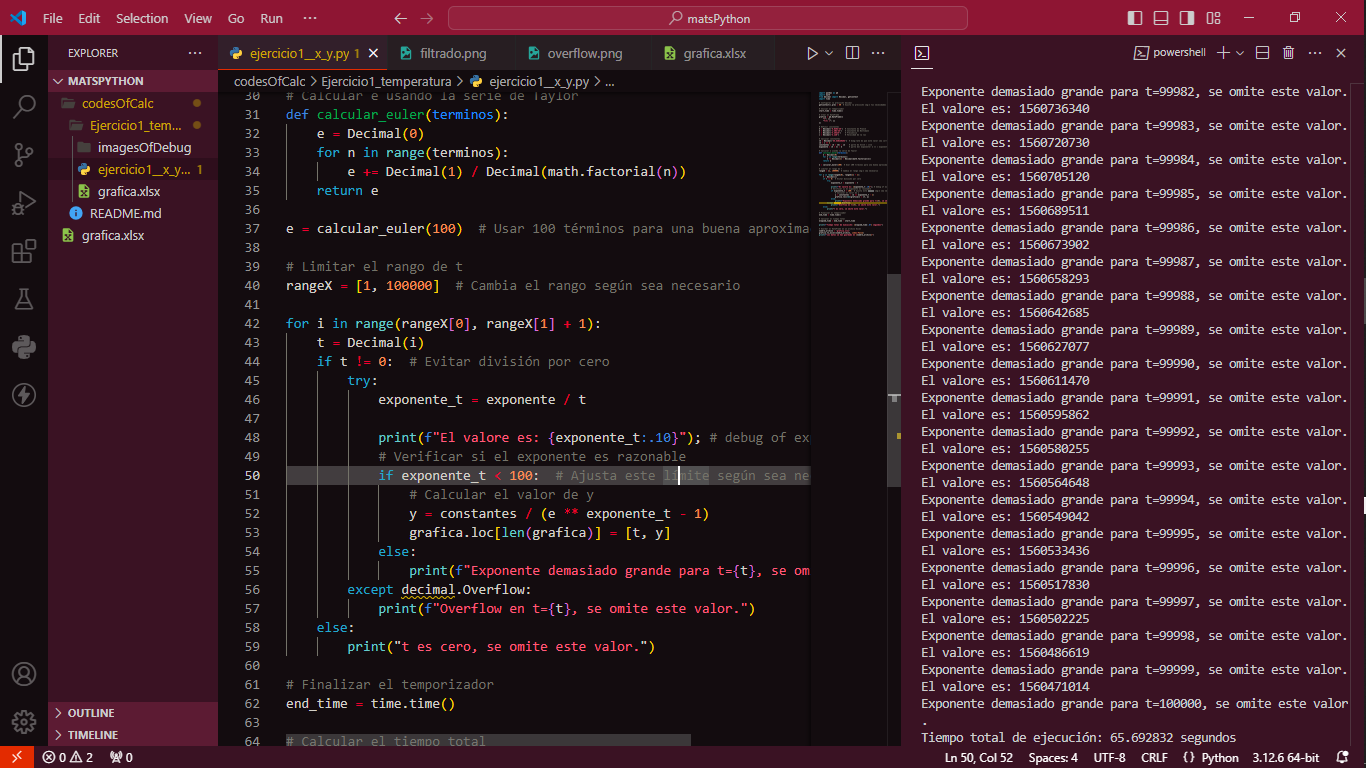 File Edit Selection View Go Run ··· matsPython
EXPLORER ···
MATSPYTHON
codesOfCalc
Ejercicio1_tem...
imagesOfDebug
ejercicio1__x_y... 1
grafica.xlsx
README.md
grafica.xlsx
OUTLINE
TIMELINE
ejercicio1__x_y.py 1 filtrado.png overflow.png grafica.xlsx ···
codesOfCalc > Ejercicio1_temperatura > ejercicio1__x_y.py > ...
30 # Calcular e usando la serie de Taylor
31 def calcular_euler(terminos):
32 e = Decimal(0)
33 for n in range(terminos):
34 e += Decimal(1) / Decimal(math.factorial(n))
35 return e
36
37 e = calcular_euler(100) # Usar 100 términos para una buena aproxima
38
39 # Limitar el rango de t
40 rangeX = [1, 100000] # Cambia el rango según sea necesario
41
42 for i in range(rangeX[0], rangeX[1] + 1):
43 t = Decimal(i)
44 if t != 0: # Evitar división por cero
45 try:
46 exponente_t = exponente / t
47
48 print(f"El valore es: {exponente_t:.10}"); # debug of ex
49 # Verificar si el exponente es razonable
50 if exponente_t < 100: # Ajusta este límite según sea ne
51 # Calcular el valor de y
52 y = constantes / (e ** exponente_t - 1)
53 grafica.loc[len(grafica)] = [t, y]
54 else:
55 print(f"Exponente demasiado grande para t={t}, se om
56 except decimal.Overflow:
57 print(f"Overflow en t={t}, se omite este valor.")
58 else:
59 print("t es cero, se omite este valor.")
60
61 # Finalizar el temporizador
62 end_time = time.time()
63
64 # Calcular el tiempo total
powershell ···
Exponente demasiado grande para t=99982, se omite este valor.
El valore es: 1560736340
Exponente demasiado grande para t=99983, se omite este valor.
El valore es: 1560720730
Exponente demasiado grande para t=99984, se omite este valor.
El valore es: 1560705120
Exponente demasiado grande para t=99985, se omite este valor.
El valore es: 1560689511
Exponente demasiado grande para t=99986, se omite este valor.
El valore es: 1560673902
Exponente demasiado grande para t=99987, se omite este valor.
El valore es: 1560658293
Exponente demasiado grande para t=99988, se omite este valor.
El valore es: 1560642685
Exponente demasiado grande para t=99989, se omite este valor.
El valore es: 1560627077
Exponente demasiado grande para t=99990, se omite este valor.
El valore es: 1560611470
Exponente demasiado grande para t=99991, se omite este valor.
El valore es: 1560595862
Exponente demasiado grande para t=99992, se omite este valor.
El valore es: 1560580255
Exponente demasiado grande para t=99993, se omite este valor.
El valore es: 1560564648
Exponente demasiado grande para t=99994, se omite este valor.
El valore es: 1560549042
Exponente demasiado grande para t=99995, se omite este valor.
El valore es: 1560533436
Exponente demasiado grande para t=99996, se omite este valor.
El valore es: 1560517830
Exponente demasiado grande para t=99997, se omite este valor.
El valore es: 1560502225
Exponente demasiado grande para t=99998, se omite este valor.
El valore es: 1560486619
Exponente demasiado grande para t=99999, se omite este valor.
El valore es: 1560471014
Exponente demasiado grande para t=100000, se omite este valor
.
Tiempo total de ejecución: 65.692832 segundos
0 2 0 Ln 50, Col 52 Spaces: 4 UTF-8 CRLF {} Python 3.12.6 64-bit